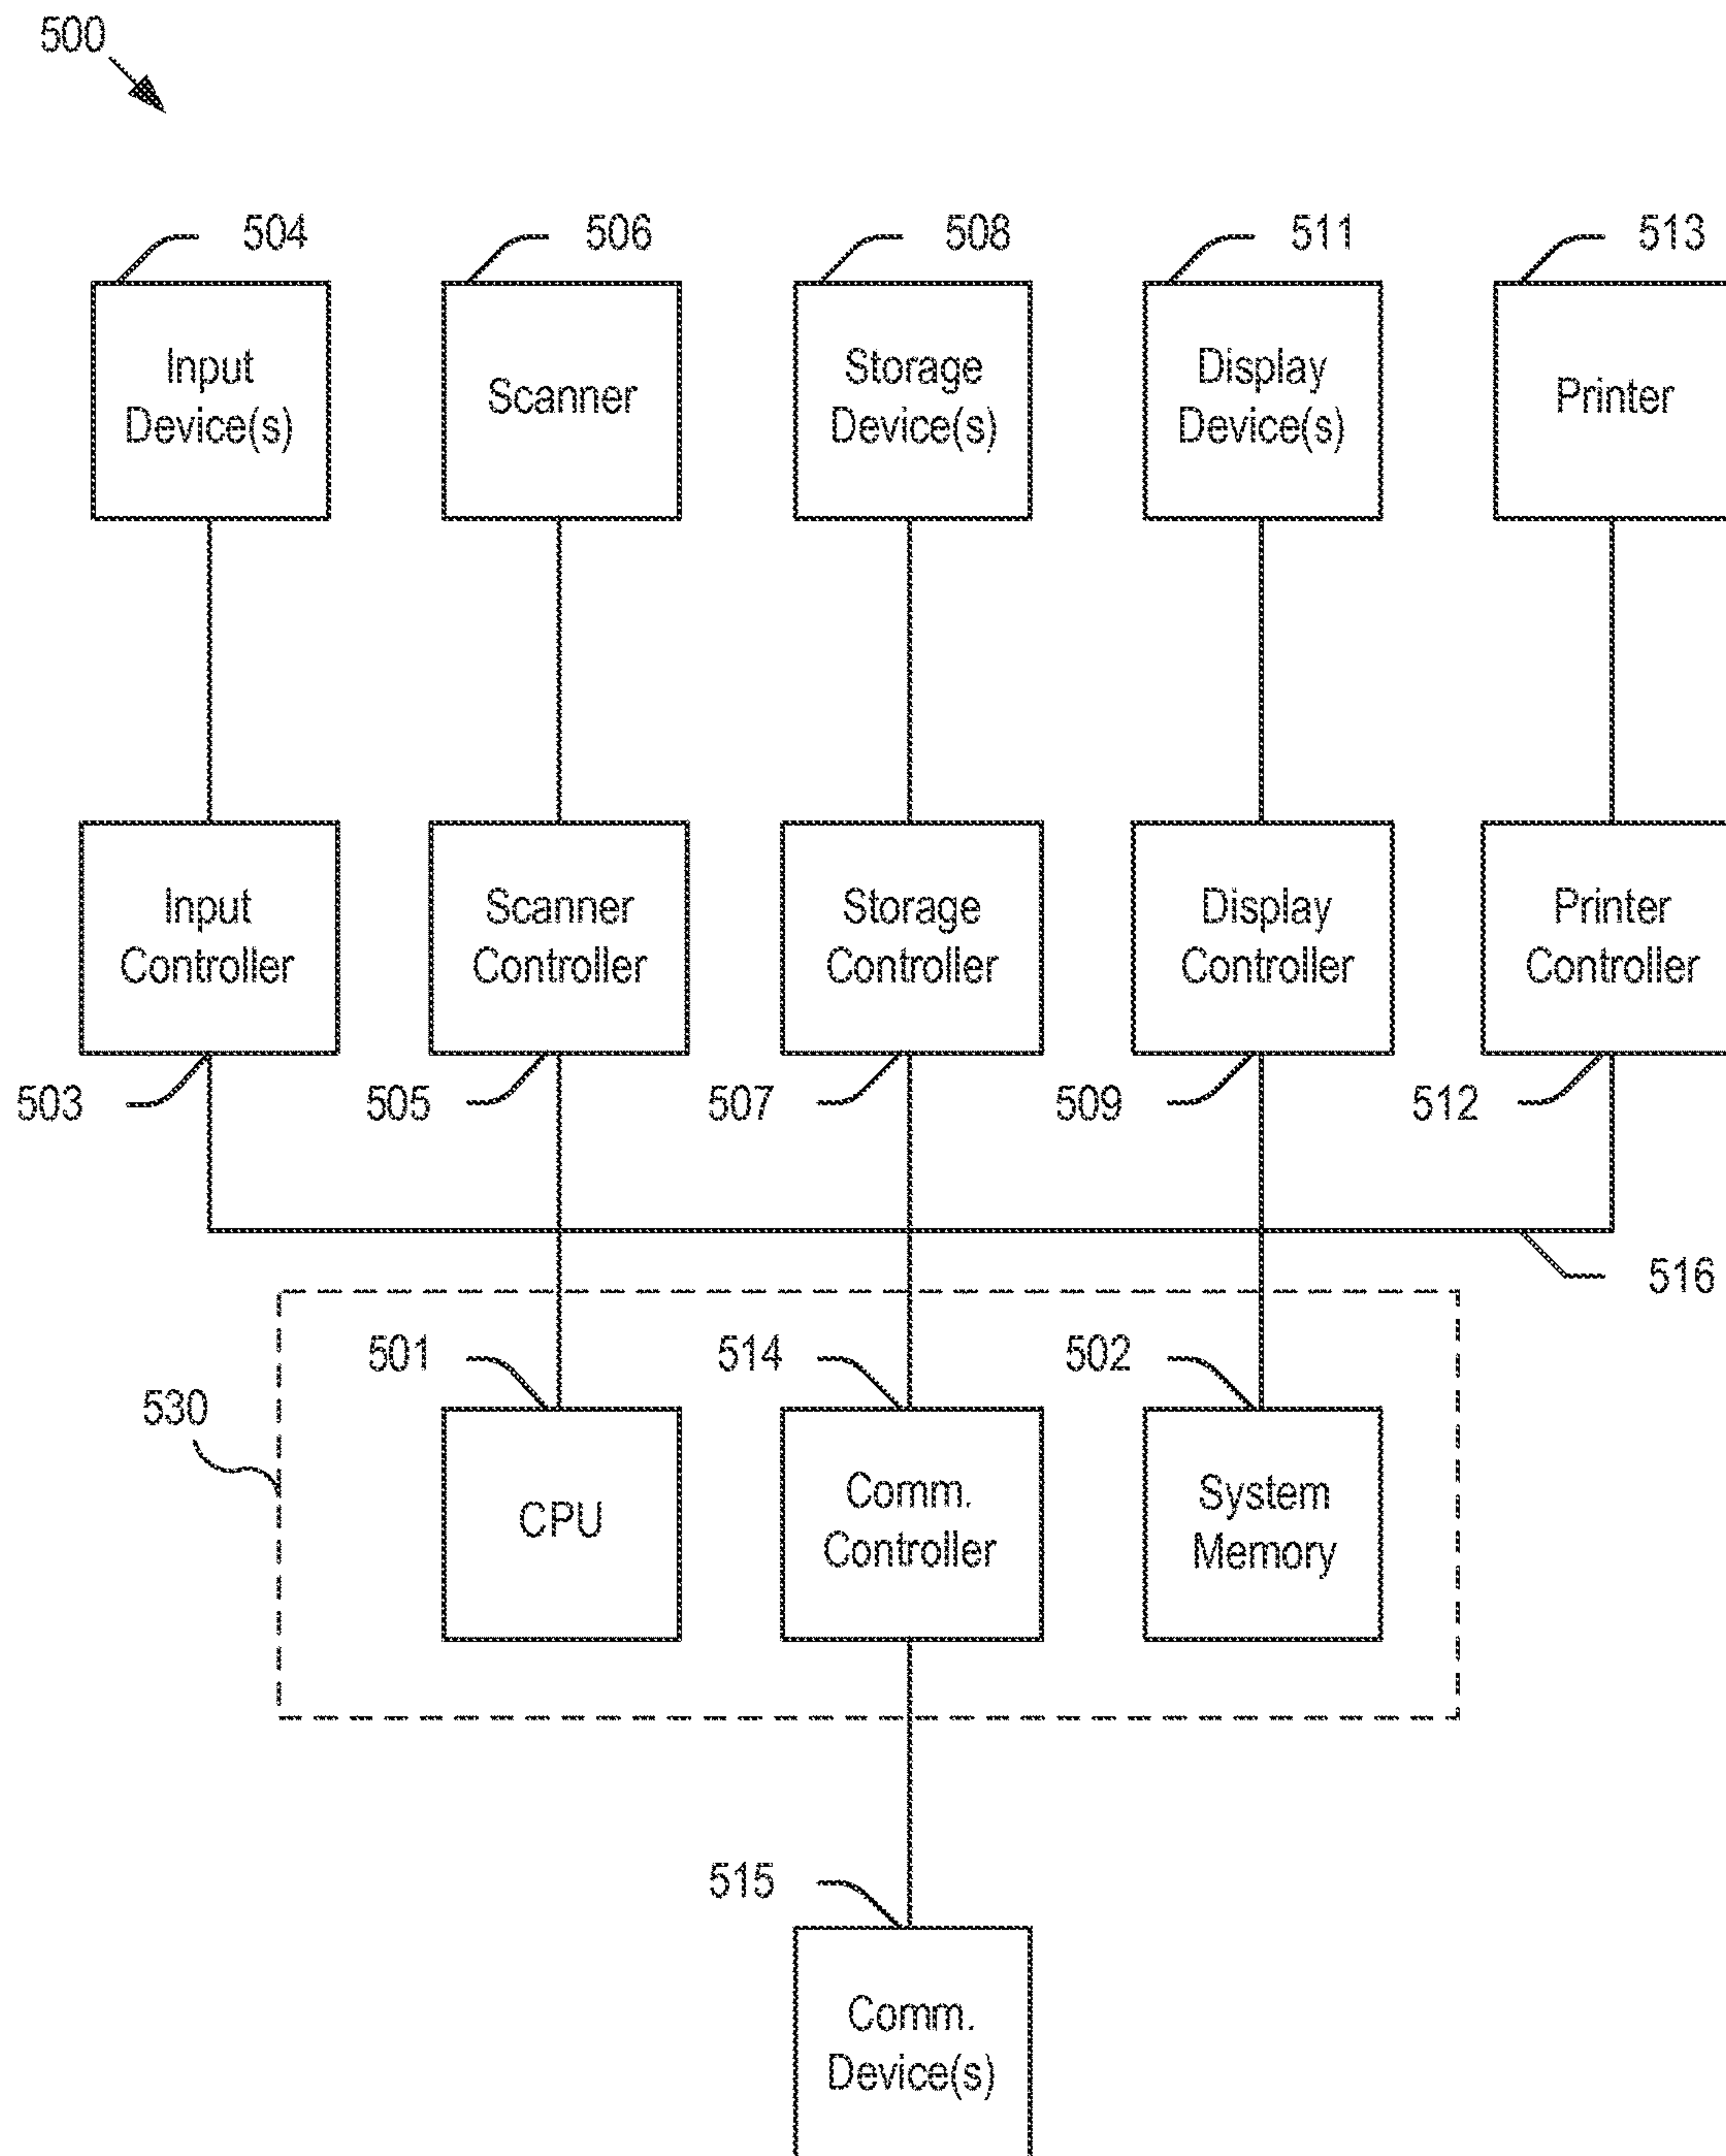 500
504
506
508
511
513
Input
Device(s)
Scanner
Storage
Device(s)
Display
Device(s)
Printer
Input
Controller
Scanner
Controller
Storage
Controller
Display
Controller
Printer
Controller
503
505
507
509
512
516
501
514
502
530
CPU
Comm.
Controller
System
Memory
515
Comm.
Device(s)